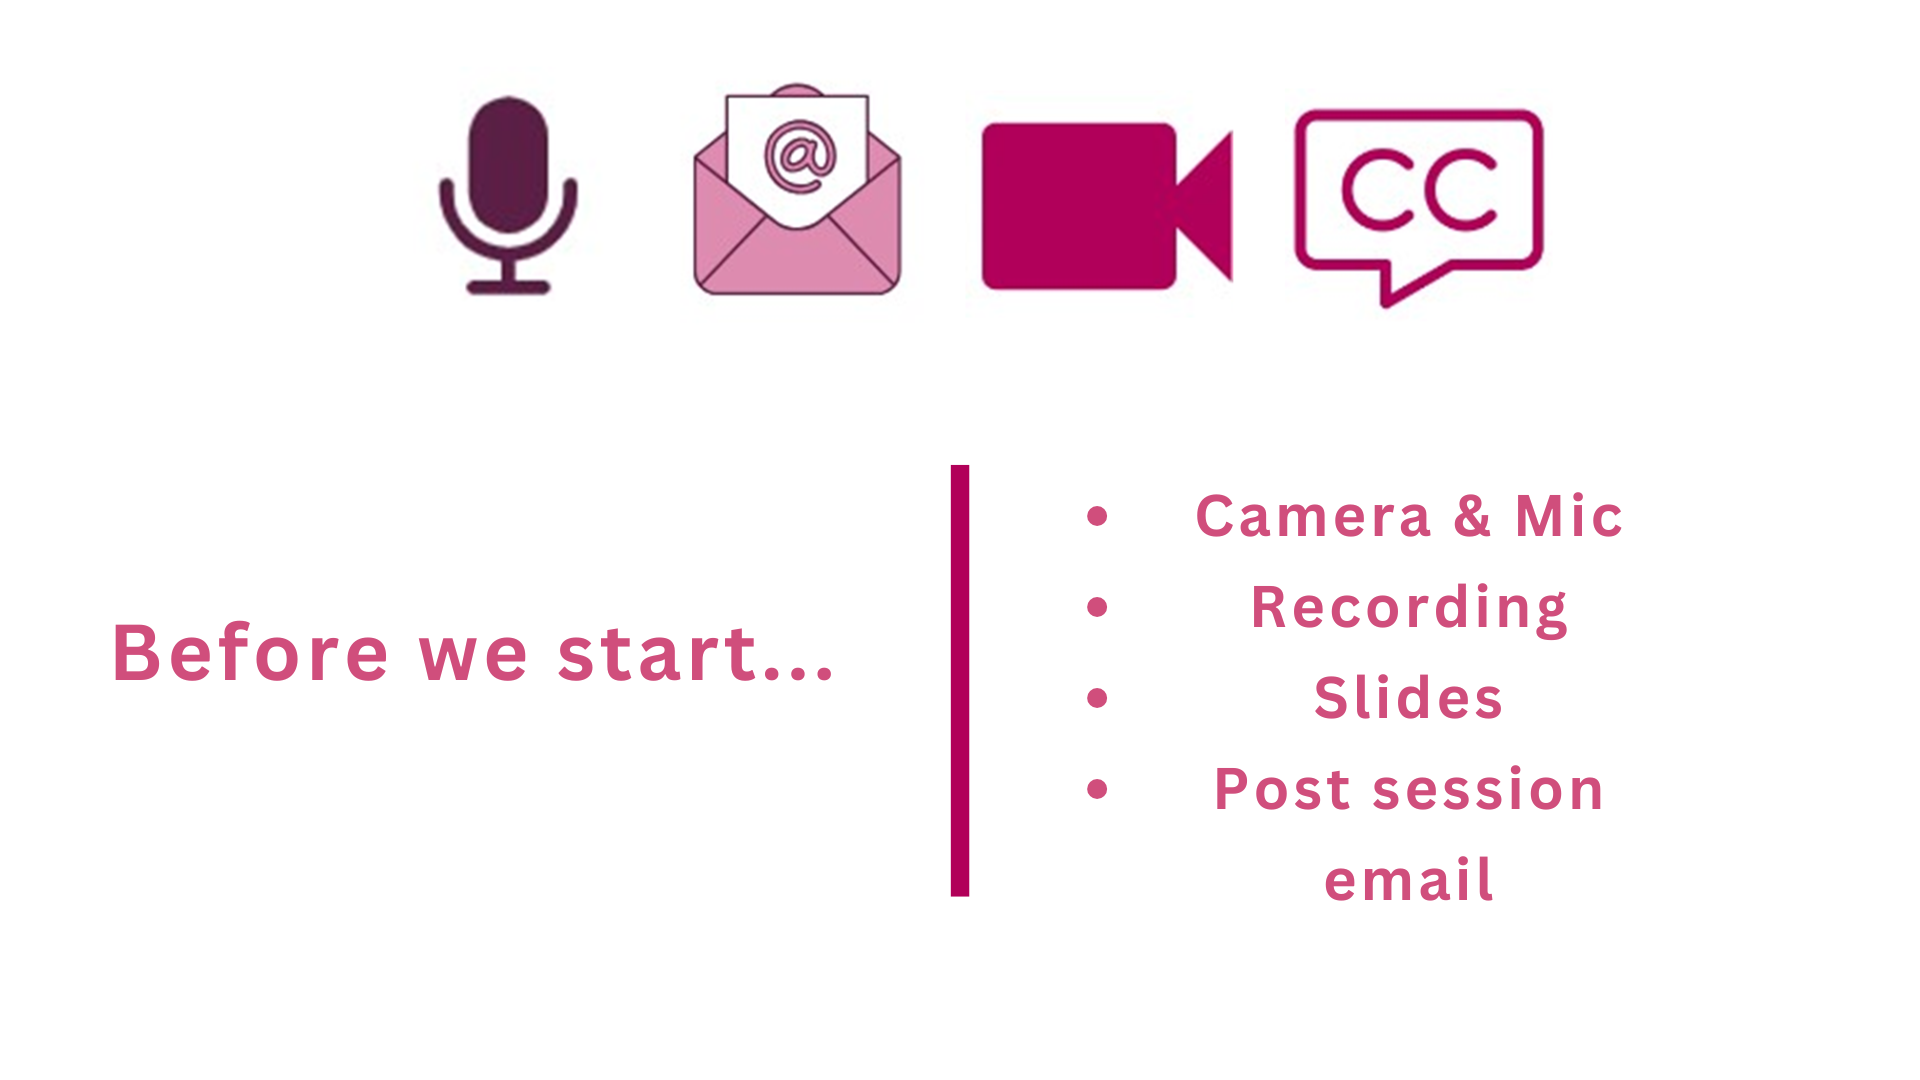 @
CC
Before we start...
• Camera & Mic
• Recording
• Slides
• Post session
email